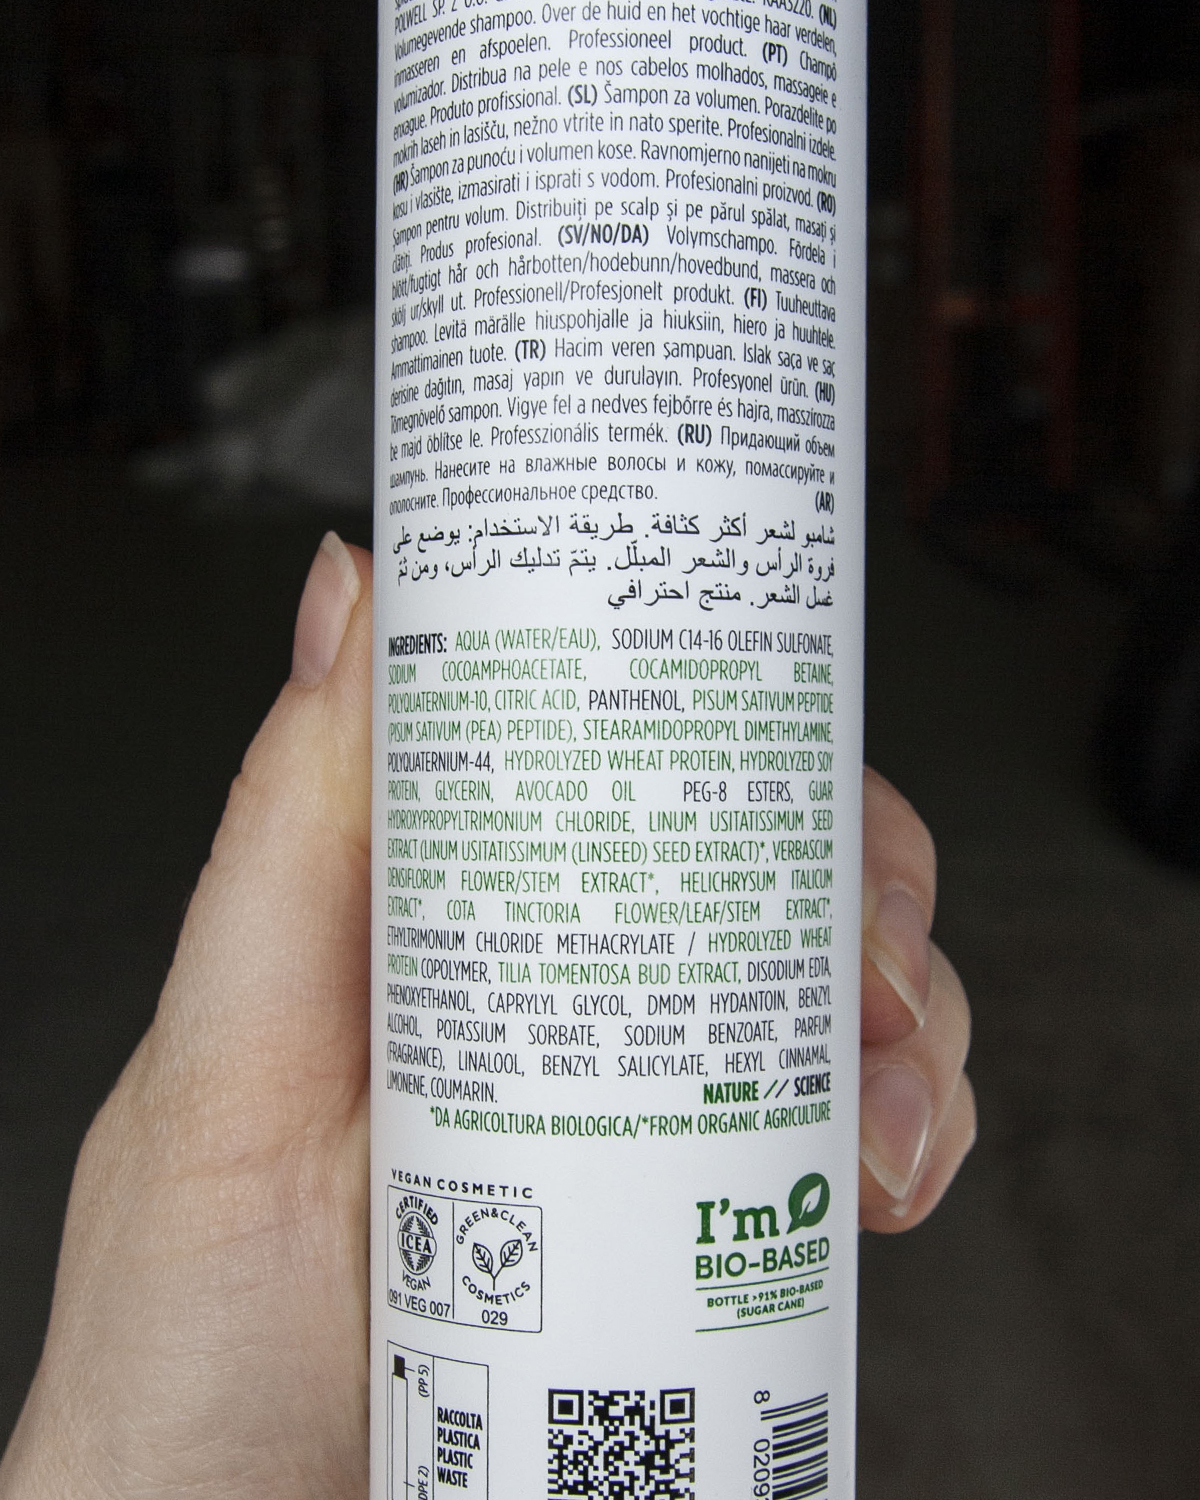 POLWELL SP. Z O.O.
KAAS220. (NL)
Volumegevende shampoo. Over de huid en het vochtige haar verdelen,
inmasseren en afspoelen. Professioneel product. (PT) Champô
volumizador. Distribua na pele e nos cabelos molhados, massageie e
enxague. Produto profissional. (SL) Šampon za volumen. Porazdelite po
mokrih laseh in lasišču, nežno vtrite in nato sperite. Profesionalni izdelek.
(HR) Šampon za punoću i volumen kose. Ravnomjerno nanijeti na mokru
kosu i vlasište, izmasirati i isprati s vodom. Profesionalni proizvod. (RO)
Șampon pentru volum. Distribuiți pe scalp și pe părul spălat, masați și
clătiți. Produs profesional. (SV/NO/DA) Volymschampo. Fördela i
blött/fugtigt hår och hårbotten/hodebunn/hovedbund, massera och
skölj ur/skyll ut. Professionell/Profesjonelt produkt. (FI) Tuuheuttava
shampoo. Levitä märälle hiuspohjalle ja hiuksiin, hiero ja huuhtele.
Ammattimainen tuote. (TR) Hacim veren şampuan. Islak saça ve saç
derisine dağıtın, masaj yapın ve durulayın. Profesyonel ürün. (HU)
Tömegnövelő sampon. Vigye fel a nedves fejbőrre és hajra, masszírozza
be majd öblítse le. Professzionális termék. (RU) Придающий объем
шампунь. Нанесите на влажные волосы и кожу, помассируйте и
ополосните. Профессиональное средство. (AR)
شامبو لشعر أكثر كثافة. طريقة الاستخدام: يوضع على
فروة الرأس والشعر المبلّل. يتمّ تدليك الرأس، ومن ثمّ
غسل الشعر. منتج احترافي
INGREDIENTS: AQUA (WATER/EAU), SODIUM C14-16 OLEFIN SULFONATE,
SODIUM COCOAMPHOACETATE, COCAMIDOPROPYL BETAINE,
POLYQUATERNIUM-10, CITRIC ACID, PANTHENOL, PISUM SATIVUM PEPTIDE
(PISUM SATIVUM (PEA) PEPTIDE), STEARAMIDOPROPYL DIMETHYLAMINE,
POLYQUATERNIUM-44, HYDROLYZED WHEAT PROTEIN, HYDROLYZED SOY
PROTEIN, GLYCERIN, AVOCADO OIL PEG-8 ESTERS, GUAR
HYDROXYPROPYLTRIMONIUM CHLORIDE, LINUM USITATISSIMUM SEED
EXTRACT (LINUM USITATISSIMUM (LINSEED) SEED EXTRACT)*, VERBASCUM
DENSIFLORUM FLOWER/STEM EXTRACT*, HELICHRYSUM ITALICUM
EXTRACT*, COTA TINCTORIA FLOWER/LEAF/STEM EXTRACT*,
ETHYLTRIMONIUM CHLORIDE METHACRYLATE / HYDROLYZED WHEAT
PROTEIN COPOLYMER, TILIA TOMENTOSA BUD EXTRACT, DISODIUM EDTA,
PHENOXYETHANOL, CAPRYLYL GLYCOL, DMDM HYDANTOIN, BENZYL
ALCOHOL, POTASSIUM SORBATE, SODIUM BENZOATE, PARFUM
(FRAGRANCE), LINALOOL, BENZYL SALICYLATE, HEXYL CINNAMAL,
LIMONENE, COUMARIN. NATURE // SCIENCE
*DA AGRICOLTURA BIOLOGICA/*FROM ORGANIC AGRICULTURE
VEGAN COSMETIC
CERTIFIED
ICEA
VEGAN
091 VEG 007
GREEN&CLEAN
COSMETICS
029
I'm
BIO-BASED
BOTTLE >91% BIO-BASED
(SUGAR CANE)
(PP 5)
RACCOLTA
PLASTICA
PLASTIC
WASTE
8 0209